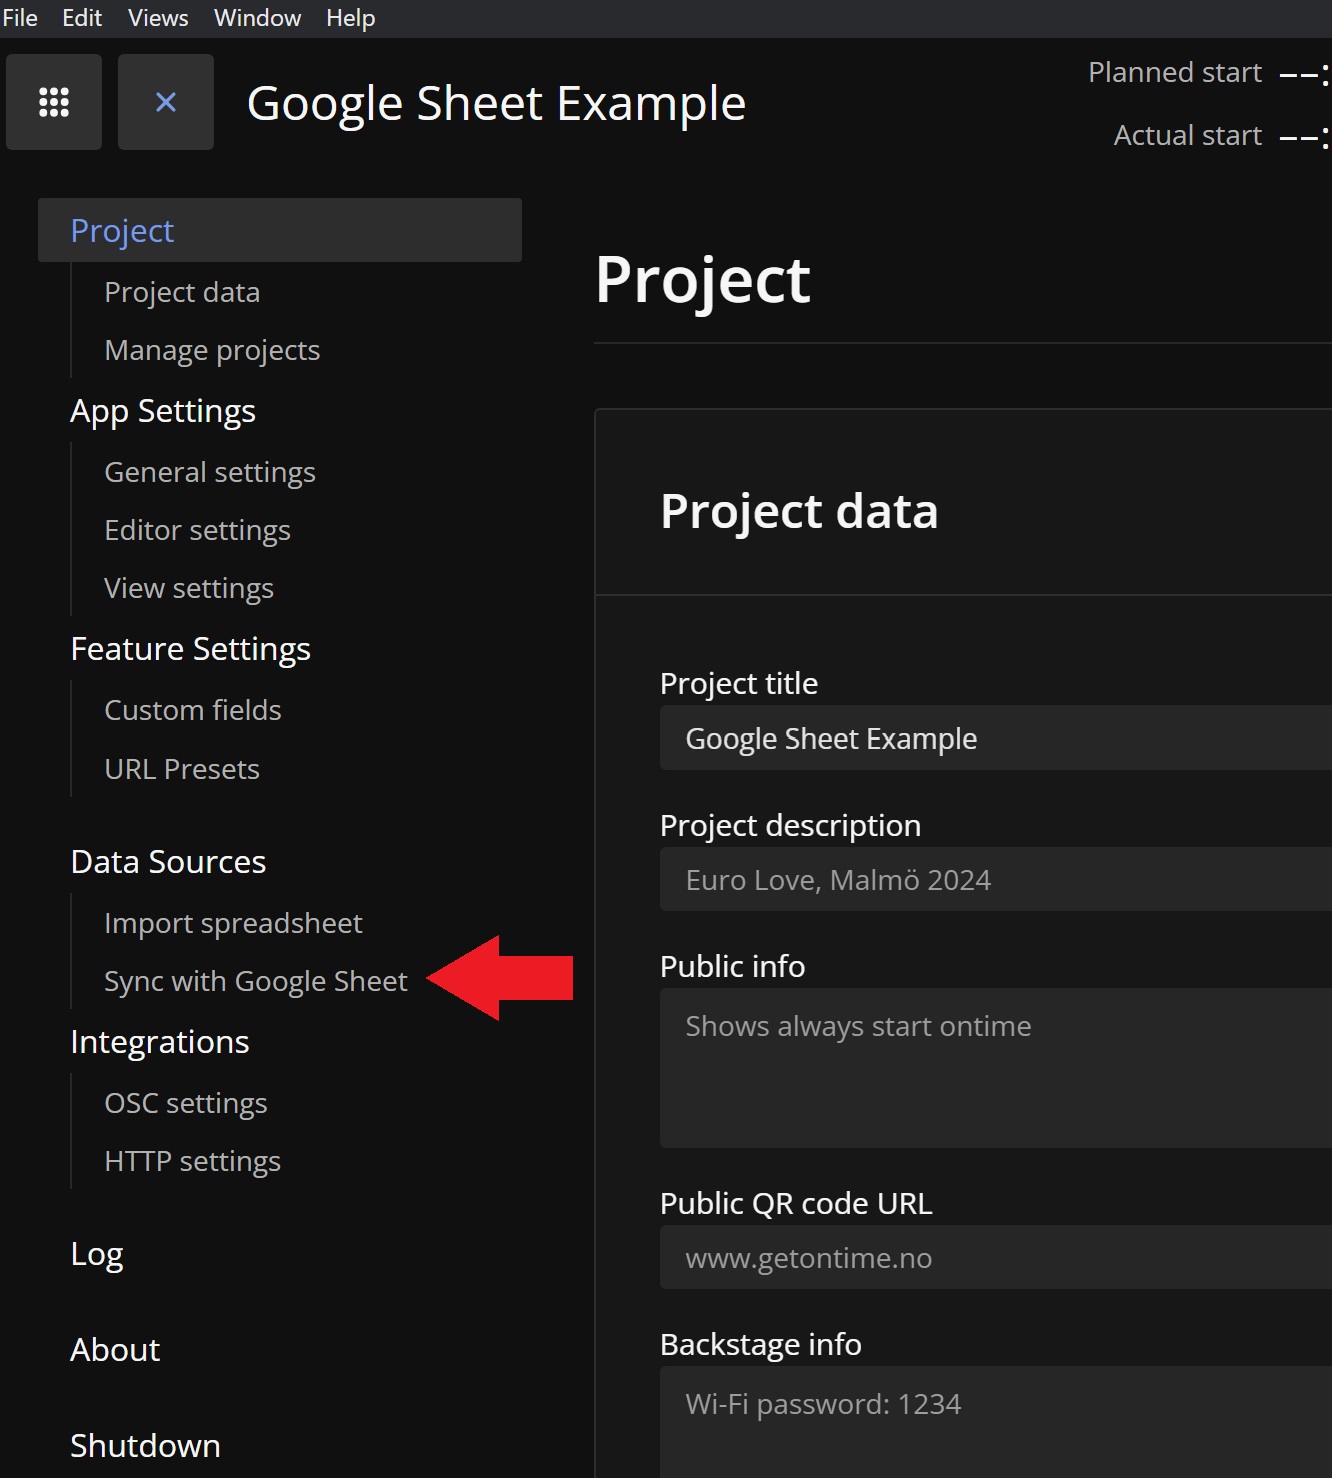 File Edit Views Window Help
Google Sheet Example
Planned start --:
Actual start --:
Project
Project data
Manage projects
App Settings
General settings
Editor settings
View settings
Feature Settings
Custom fields
URL Presets
Data Sources
Import spreadsheet
Sync with Google Sheet
Integrations
OSC settings
HTTP settings
Log
About
Shutdown
Project
Project data
Project title
Google Sheet Example
Project description
Euro Love, Malmö 2024
Public info
Shows always start ontime
Public QR code URL
www.getontime.no
Backstage info
Wi-Fi password: 1234